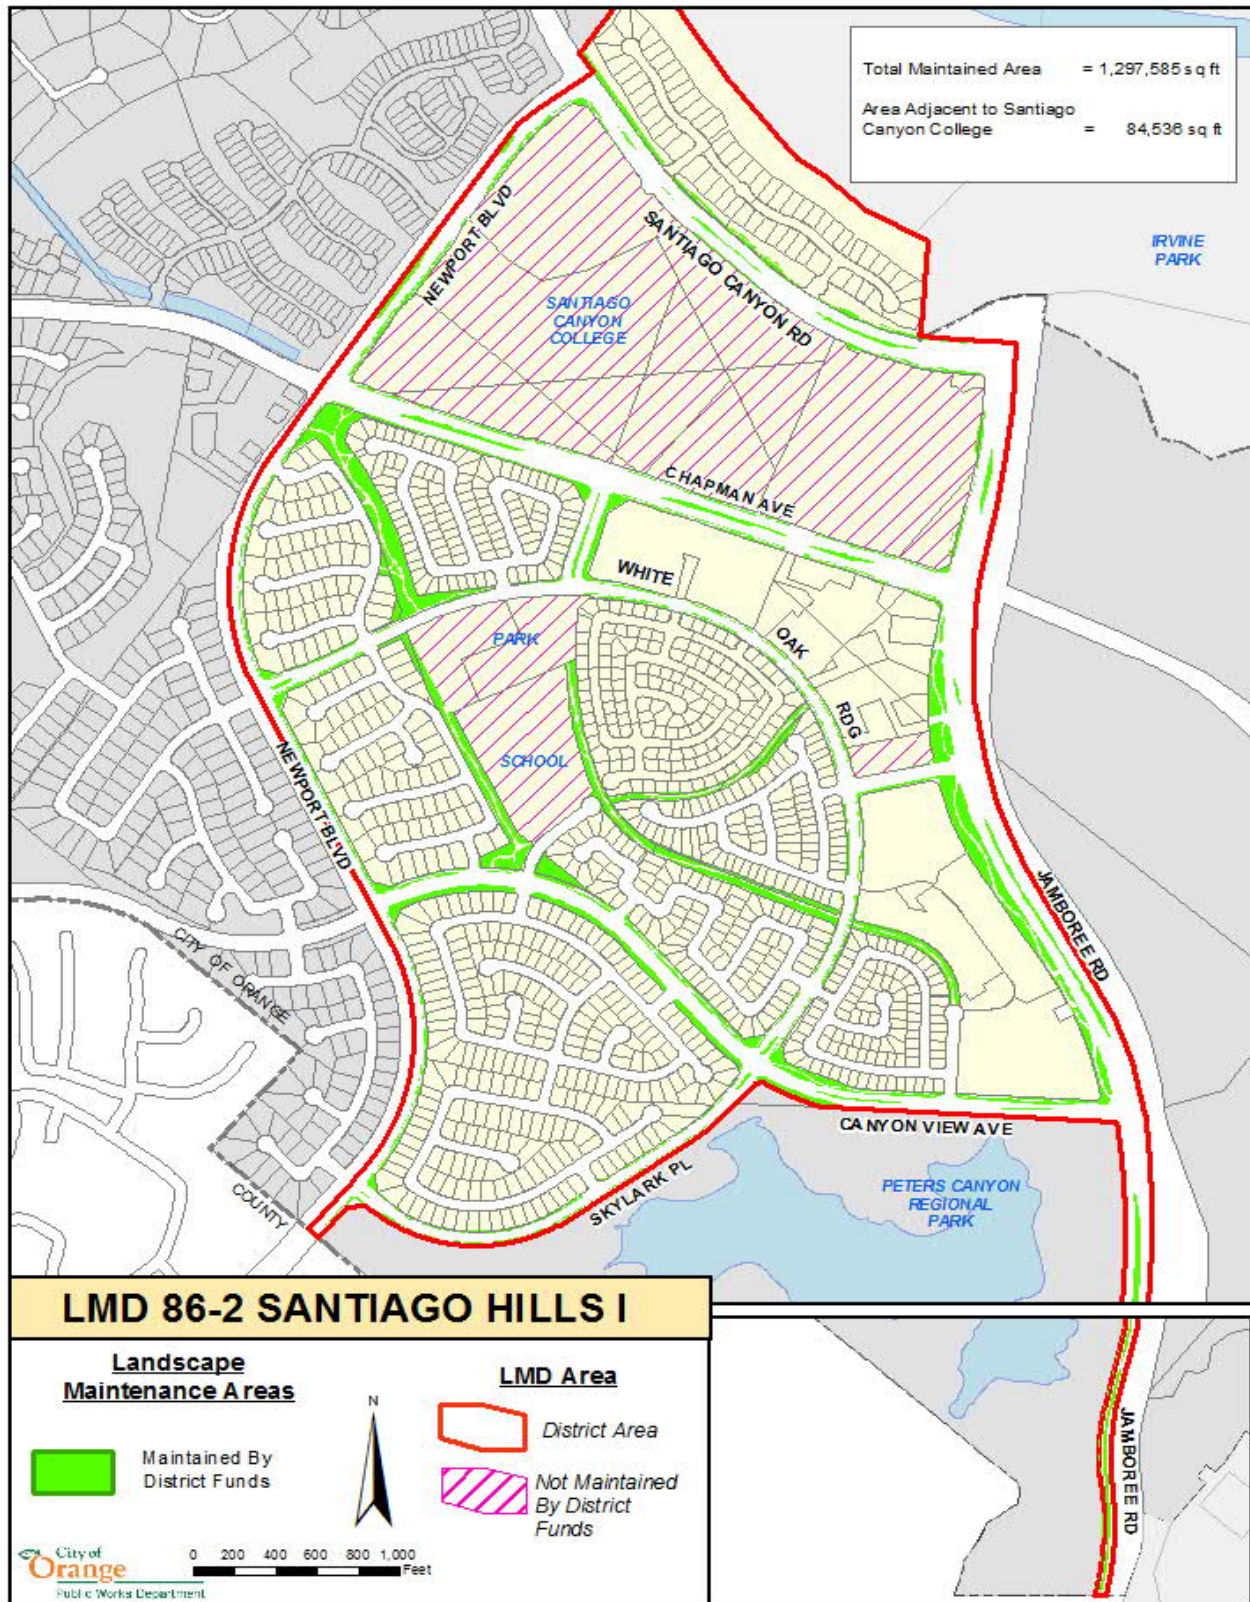 Total Maintained Area = 1,297,585 sq ft
Area Adjacent to Santiago
Canyon College = 84,536 sq ft
IRVINE
PARK
NEWPORT BLVD
SANTIAGO CANYON RD
SANTIAGO
CANYON
COLLEGE
CHAPMAN AVE
WHITE
OAK
RDG
PARK
SCHOOL
NEWPORT BLVD
JAMBOREE RD
CITY OF ORANGE
COUNTY
CANYON VIEW AVE
SKYLARK PL
PETERS CANYON
REGIONAL
PARK
LMD 86-2 SANTIAGO HILLS I
Landscape
Maintenance Areas
Maintained By
District Funds
N
LMD Area
District Area
Not Maintained
By District
Funds
City of
Orange
Public Works Department
0 200 400 600 800 1,000
Feet
JAMBOREE RD